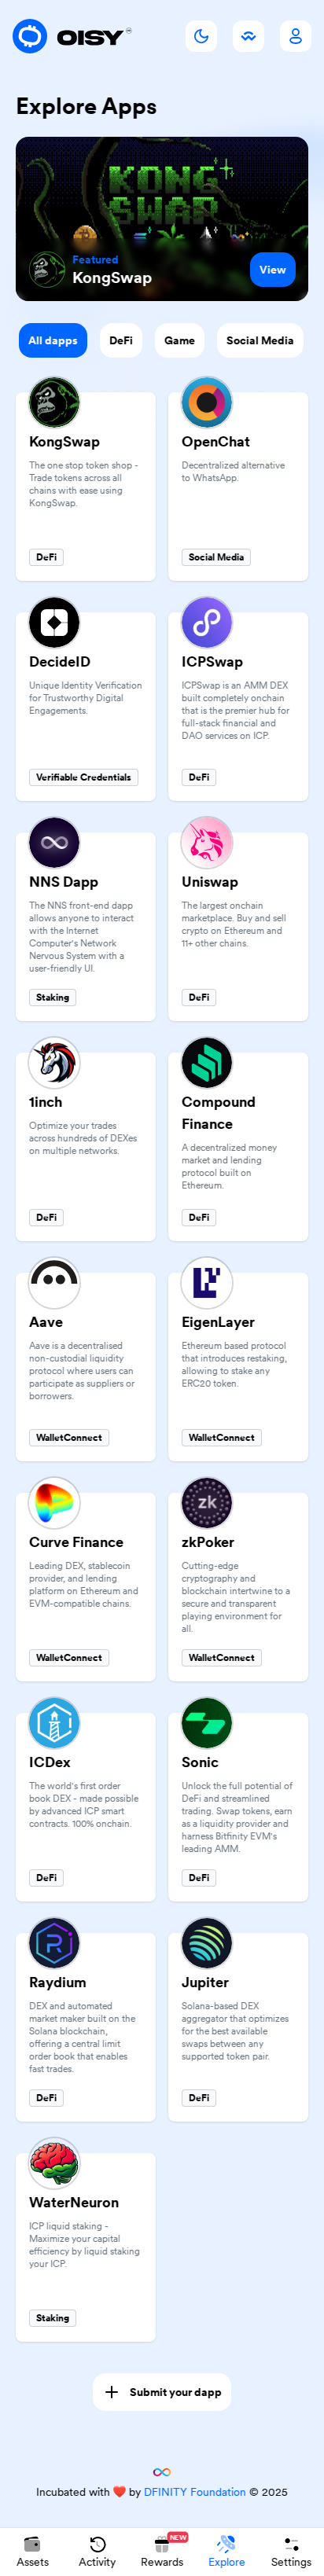 OISY
Explore Apps
KONG
SWAP
Featured
KongSwap
View
All dapps
DeFi
Game
Social Media
KongSwap
The one stop token shop -
Trade tokens across all
chains with ease using
KongSwap.
DeFi
OpenChat
Decentralized alternative
to WhatsApp.
Social Media
DecideID
Unique Identity Verification
for Trustworthy Digital
Engagements.
Verifiable Credentials
ICPSwap
ICPSwap is an AMM DEX
built completely onchain
that is the premier hub for
full-stack financial and
DAO services on ICP.
DeFi
NNS Dapp
The NNS front-end dapp
allows anyone to interact
with the Internet
Computer's Network
Nervous System with a
user-friendly UI.
Staking
Uniswap
The largest onchain
marketplace. Buy and sell
crypto on Ethereum and
11+ other chains.
DeFi
1inch
Optimize your trades
across hundreds of DEXes
on multiple networks.
DeFi
Compound
Finance
A decentralized money
market and lending
protocol built on
Ethereum.
DeFi
Aave
Aave is a decentralised
non-custodial liquidity
protocol where users can
participate as suppliers or
borrowers.
WalletConnect
EigenLayer
Ethereum based protocol
that introduces restaking,
allowing to stake any
ERC20 token.
WalletConnect
Curve Finance
Leading DEX, stablecoin
provider, and lending
platform on Ethereum and
EVM-compatible chains.
WalletConnect
zk
zkPoker
Cutting-edge
cryptography and
blockchain intertwine to a
secure and transparent
playing environment for
all.
WalletConnect
ICDex
The world's first order
book DEX - made possible
by advanced ICP smart
contracts. 100% onchain.
DeFi
Sonic
Unlock the full potential of
DeFi and streamlined
trading. Swap tokens, earn
as a liquidity provider and
harness Bitfinity EVM's
leading AMM.
DeFi
Raydium
DEX and automated
market maker built on the
Solana blockchain,
offering a central limit
order book that enables
fast trades.
DeFi
Jupiter
Solana-based DEX
aggregator that optimizes
for the best available
swaps between any
supported token pair.
DeFi
WaterNeuron
ICP liquid staking -
Maximize your capital
efficiency by liquid staking
your ICP.
Staking
Submit your dapp
Incubated with ❤️ by DFINITY Foundation © 2025
Assets
Activity
NEW
Rewards
Explore
Settings